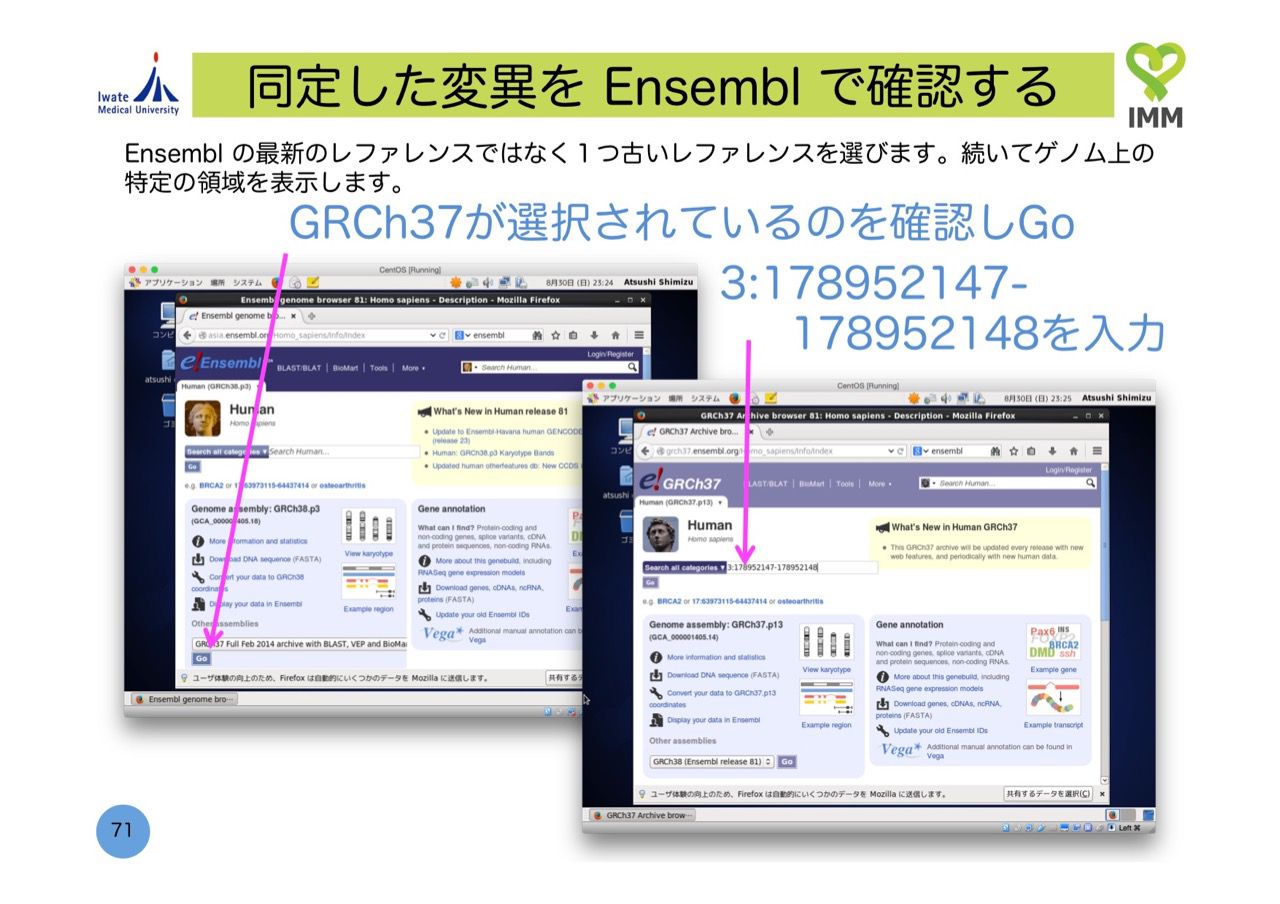 Iwate
Medical University
同定した変異を Ensembl で確認する
IMM
Ensembl の最新のレファレンスではなく１つ古いレファレンスを選びます。続いてゲノム上の
特定の領域を表示します。
GRCh37が選択されているのを確認しGo
3:178952147-
178952148を入力
CentOS [Running]
アプリケーション 場所 システム
8月30日 (日) 23:24 Atsushi Shimizu
Ensembl genome browser 81: Homo sapiens - Description - Mozilla Firefox
Ensembl genome bro...
asia.ensembl.org/Homo_sapiens/Info/Index
ensembl
Login/Register
e!Ensembl BLAST/BLAT BioMart Tools More
Search Human...
Human (GRCh38.p3)
Human
Homo sapiens
Search all categories Search Human...
Go
e.g. BRCA2 or 17:63973115-64437414 or osteoarthritis
What's New in Human release 81
Update to Ensembl-Havana human GENCODE
(release 23)
Human: GRCh38.p3 Karyotype Bands
Updated human otherfeatures db: New CCDS
Genome assembly: GRCh38.p3
(GCA_000001405.18)
More information and statistics
Download DNA sequence (FASTA)
Convert your data to GRCh38
coordinates
Display your data in Ensembl
View karyotype
Example region
Other assemblies
GRCh37 Full Feb 2014 archive with BLAST, VEP and BioMar
Go
Gene annotation
What can I find? Protein-coding and
non-coding genes, splice variants, cDNA
and protein sequences, non-coding RNAs.
More about this genebuild, including
RNASeq gene expression models
Download genes, cDNAs, ncRNA,
proteins (FASTA)
Update your old Ensembl IDs
Vega Additional manual annotation can b
Vega
ユーザ体験の向上のため、Firefox は自動的にいくつかのデータを Mozilla に送信します。
共有するデ
Ensembl genome bro…
CentOS [Running]
アプリケーション 場所 システム
8月30日 (日) 23:25 Atsushi Shimizu
GRCh37 Archive browser 81: Homo sapiens - Description - Mozilla Firefox
GRCh37 Archive bro...
grch37.ensembl.org/Homo_sapiens/Info/Index
ensembl
Login/Register
e!GRCh37 BLAST/BLAT BioMart Tools More
Search Human...
Human (GRCh37.p13)
Human
Homo sapiens
Search all categories 3:178952147-178952148
Go
e.g. BRCA2 or 17:63973115-64437414 or osteoarthritis
What's New in Human GRCh37
This GRCh37 archive will be updated every release with new
web features, and periodically with new human data.
Genome assembly: GRCh37.p13
(GCA_000001405.14)
More information and statistics
Download DNA sequence (FASTA)
Convert your data to GRCh37.p13
coordinates
Display your data in Ensembl
View karyotype
Example region
Other assemblies
GRCh38 (Ensembl release 81) Go
Gene annotation
What can I find? Protein-coding and
non-coding genes, splice variants, cDNA
and protein sequences, non-coding RNAs.
More about this genebuild, including
RNASeq gene expression models
Download genes, cDNAs, ncRNA,
proteins (FASTA)
Update your old Ensembl IDs
Vega Additional manual annotation can be found in
Vega
Pax6 INS
FOXP2
BRCA2
DMD ssh
Example gene
Example transcript
ユーザ体験の向上のため、Firefox は自動的にいくつかのデータを Mozilla に送信します。
共有するデータを選択(C)
GRCh37 Archive brow…
Left ⌘
71